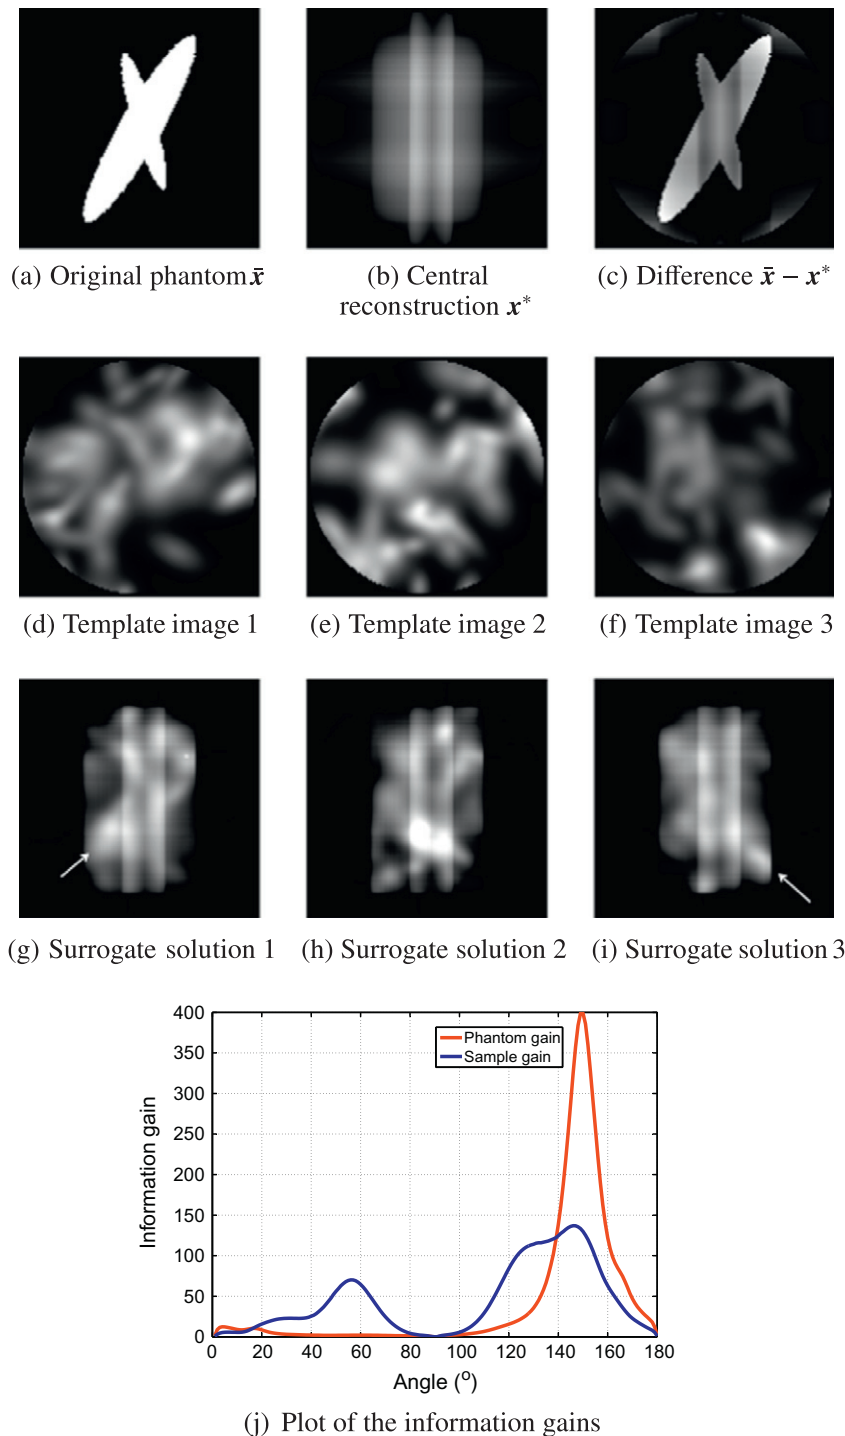 (a) Original phantom x̄
(b) Central
reconstruction x*
(c) Difference x̄ − x*
(d) Template image 1
(e) Template image 2
(f) Template image 3
(g) Surrogate solution 1
(h) Surrogate solution 2
(i) Surrogate solution 3
400
350
300
250
200
150
100
50
0
Information gain
Phantom gain
Sample gain
0 20 40 60 80 100 120 140 160 180
Angle (o)
(j) Plot of the information gains